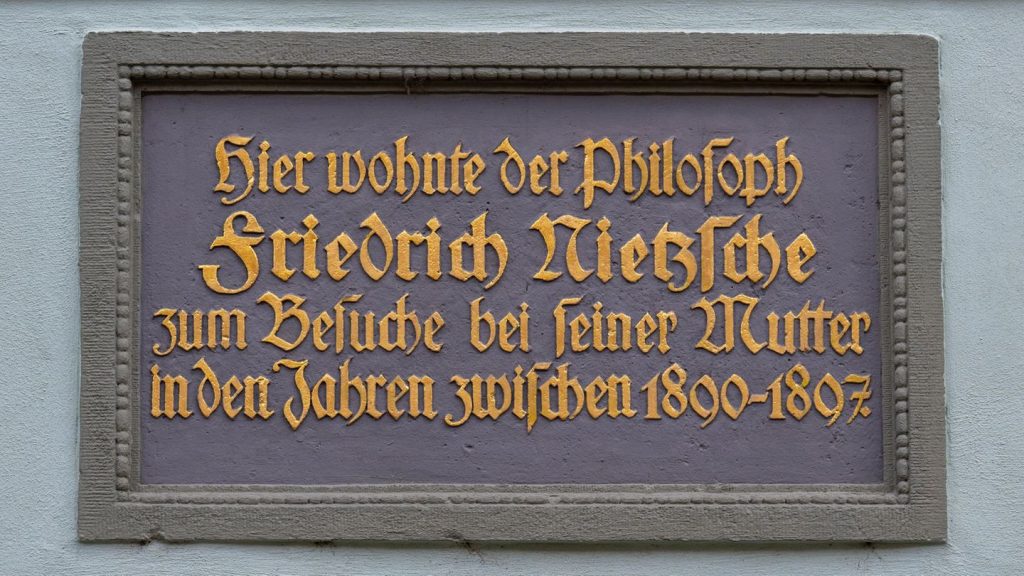 Hier wohnte der Philoſoph
Friedrich Nietzſche
zum Beſuche bei ſeiner Mutter
in den Jahren zwiſchen 1890-1897.